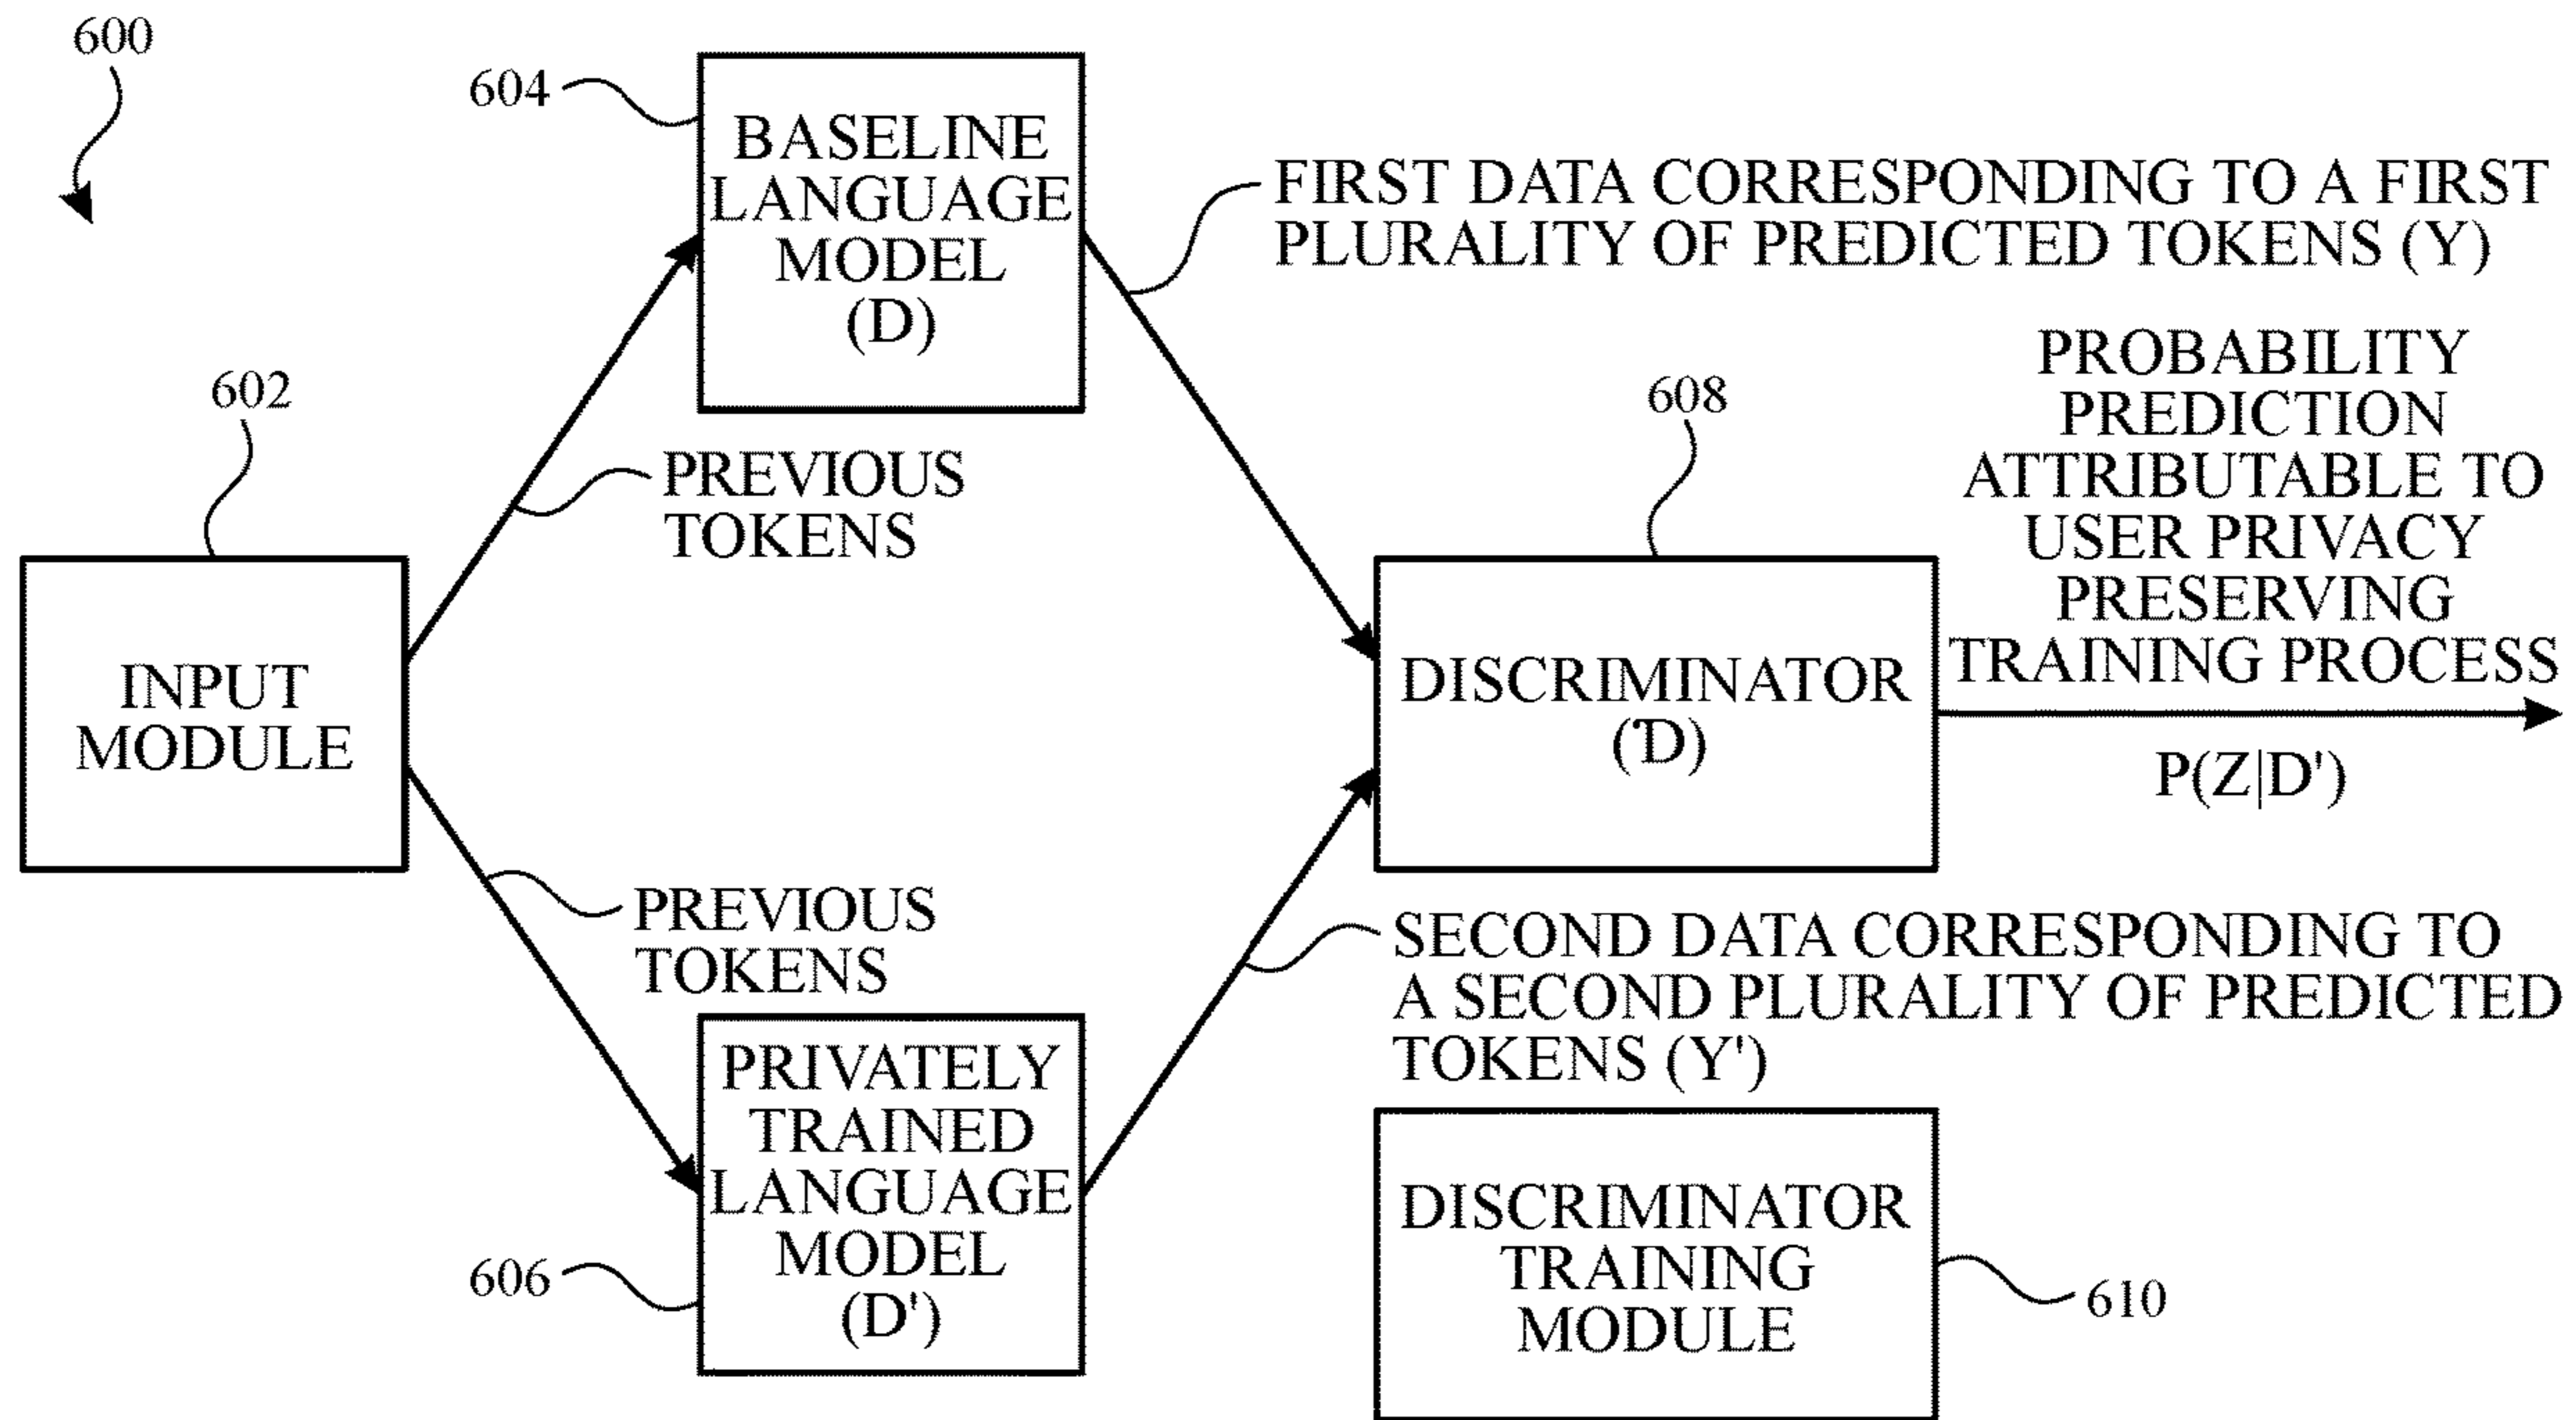 600
604
BASELINE
LANGUAGE
MODEL
(D)
FIRST DATA CORRESPONDING TO A FIRST
PLURALITY OF PREDICTED TOKENS (Y)
602
PREVIOUS
TOKENS
608
PROBABILITY
PREDICTION
ATTRIBUTABLE TO
USER PRIVACY
PRESERVING
TRAINING PROCESS
INPUT
MODULE
DISCRIMINATOR
(Ɗ)
P(Z|D')
PREVIOUS
TOKENS
SECOND DATA CORRESPONDING TO
A SECOND PLURALITY OF PREDICTED
TOKENS (Y')
PRIVATELY
TRAINED
LANGUAGE
MODEL
(D')
606
DISCRIMINATOR
TRAINING
MODULE
610